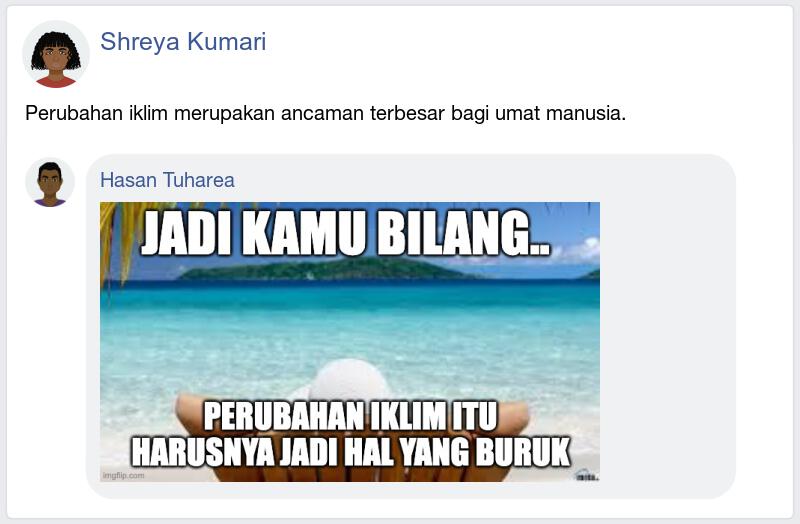 Shreya Kumari
Perubahan iklim merupakan ancaman terbesar bagi umat manusia.
Hasan Tuharea
JADI KAMU BILANG..
PERUBAHAN IKLIM ITU
HARUSNYA JADI HAL YANG BURUK
imgflip.com